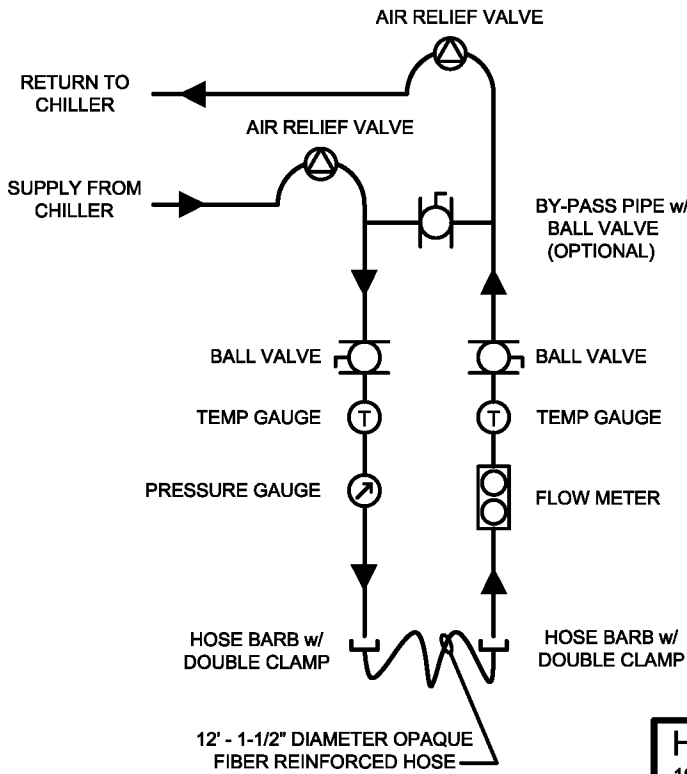 AIR RELIEF VALVE
RETURN TO
CHILLER
AIR RELIEF VALVE
SUPPLY FROM
CHILLER
BY-PASS PIPE w/
BALL VALVE
(OPTIONAL)
BALL VALVE
BALL VALVE
TEMP GAUGE
T
T
TEMP GAUGE
PRESSURE GAUGE
FLOW METER
HOSE BARB w/
DOUBLE CLAMP
HOSE BARB w/
DOUBLE CLAMP
12' - 1-1/2" DIAMETER OPAQUE
FIBER REINFORCED HOSE